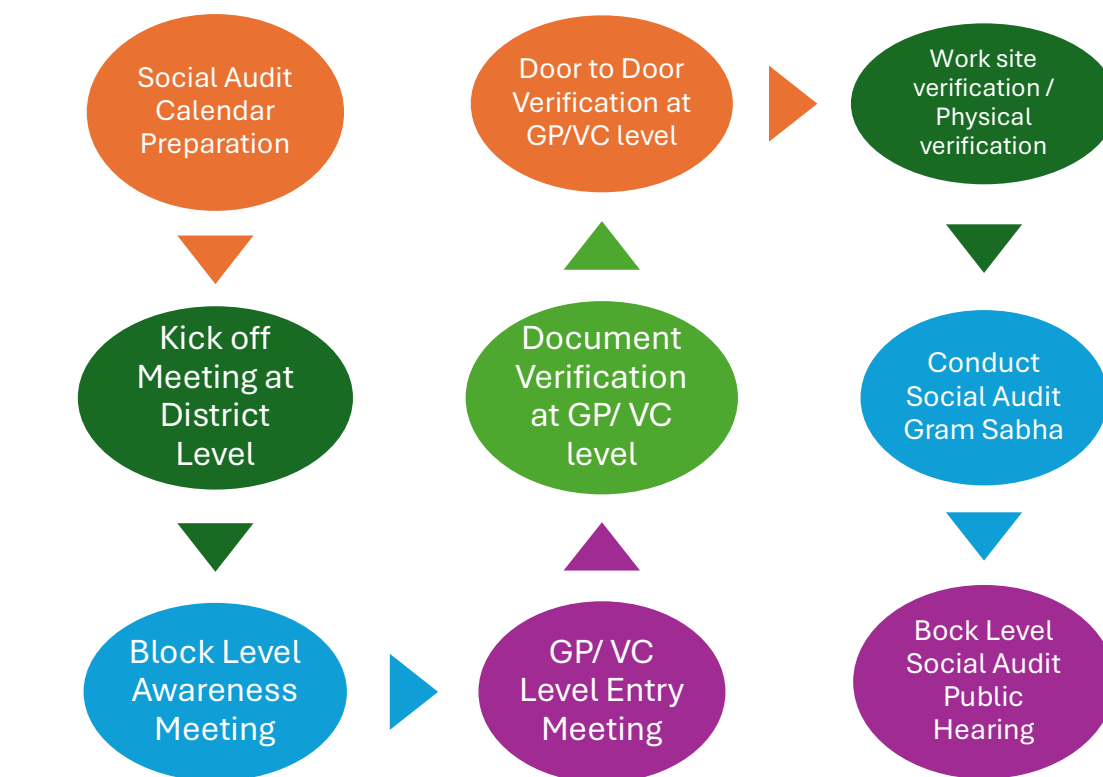 Social Audit
Calendar
Preparation
Kick off
Meeting at
District
Level
Block Level
Awareness
Meeting
GP/ VC
Level Entry
Meeting
Document
Verification
at GP/ VC
level
Door to Door
Verification at
GP/VC level
Work site
verification /
Physical
verification
Conduct
Social Audit
Gram Sabha
Bock Level
Social Audit
Public
Hearing